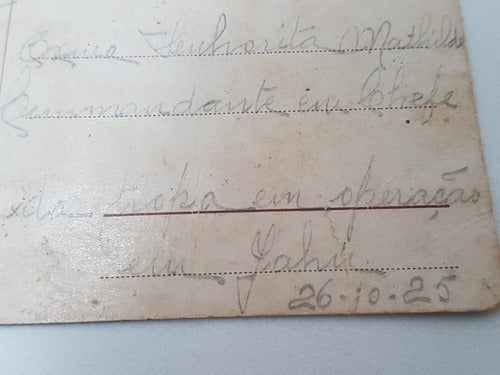 Exma Senhorita Mathilde
Commandante em Chefe
da tropa em operação
em Jahú
26-10-25